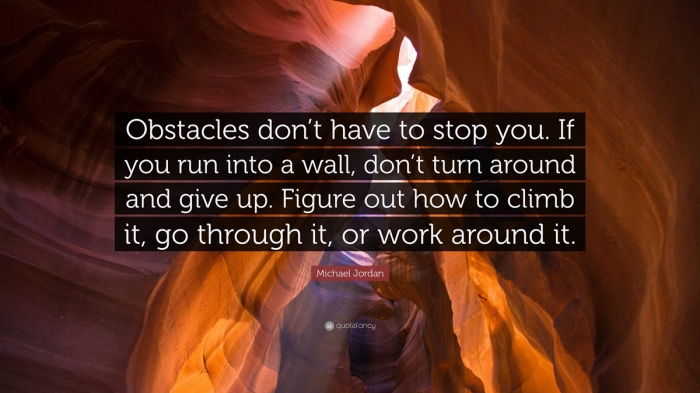 Obstacles don’t have to stop you. If
you run into a wall, don’t turn around
and give up. Figure out how to climb
it, go through it, or work around it.
Michael Jordan
quotefancy